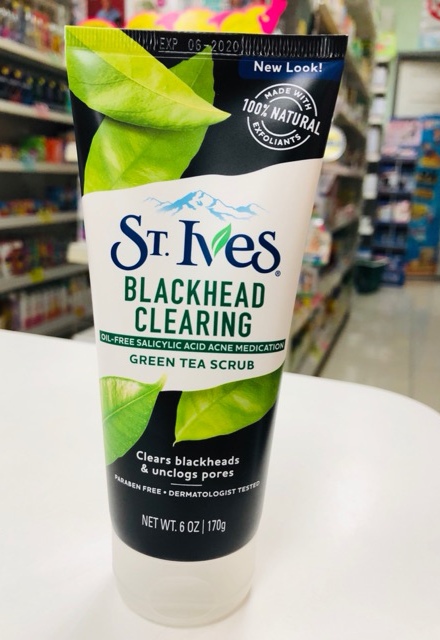 EXP 06-2020
New Look!
MADE WITH
100% NATURAL
EXFOLIANTS
ST. IVES®
BLACKHEAD
CLEARING
OIL-FREE SALICYLIC ACID ACNE MEDICATION
GREEN TEA SCRUB
Clears blackheads
& unclogs pores
PARABEN FREE • DERMATOLOGIST TESTED
NET WT. 6 OZ | 170g